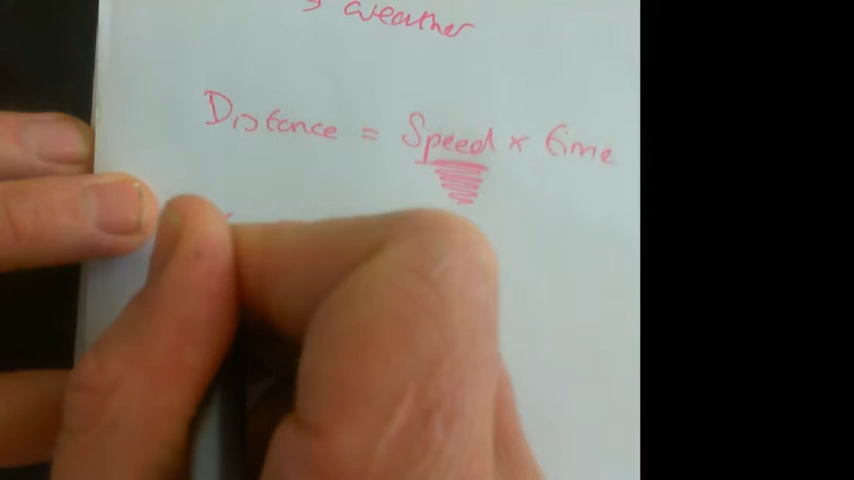 → weather
Distance = Speed × time